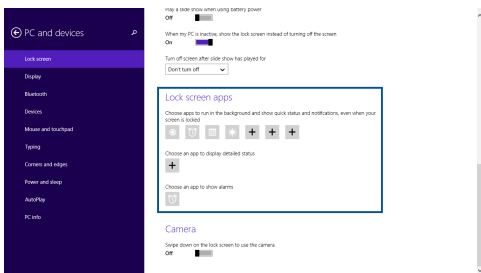 PC and devices
Lock screen
Display
Bluetooth
Devices
Mouse and touchpad
Typing
Corners and edges
Power and sleep
AutoPlay
PC info
Play a slide show when using battery power
Off
When my PC is inactive, show the lock screen instead of turning off the screen
On
Turn off screen after slide show has played for
Don't turn off
Lock screen apps
Choose apps to run in the background and show quick status and notifications, even when your
screen is locked
Choose an app to display detailed status
Choose an app to show alarms
Camera
Swipe down on the lock screen to use the camera
Off